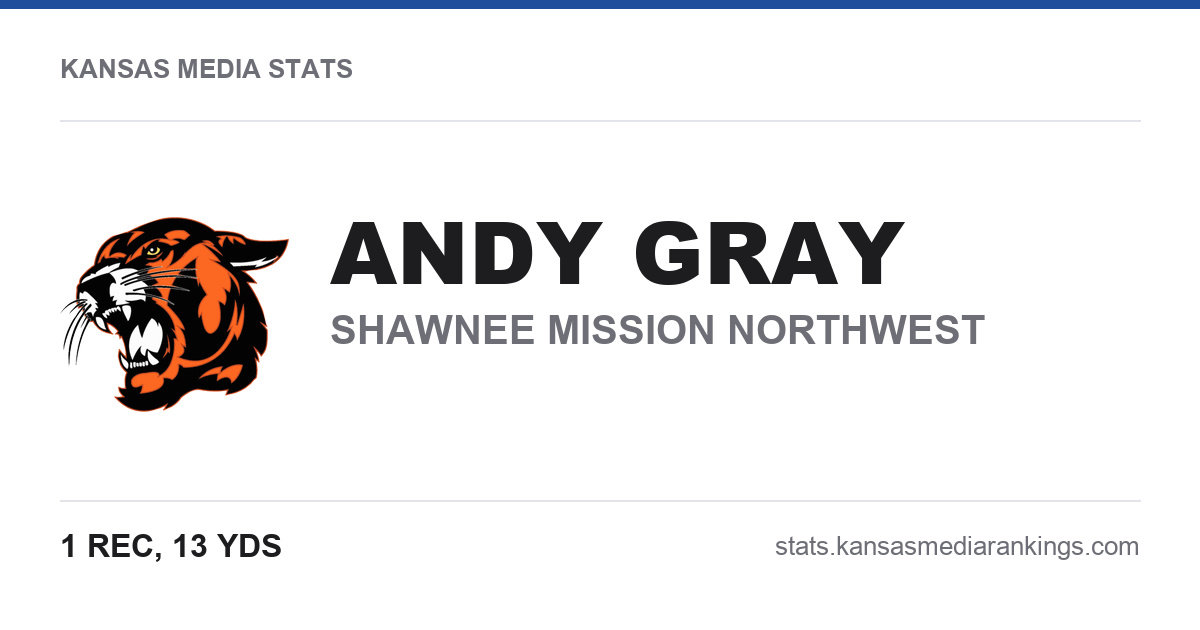 KANSAS MEDIA STATS
ANDY GRAY
SHAWNEE MISSION NORTHWEST
1 REC, 13 YDS
stats.kansasmediarankings.com